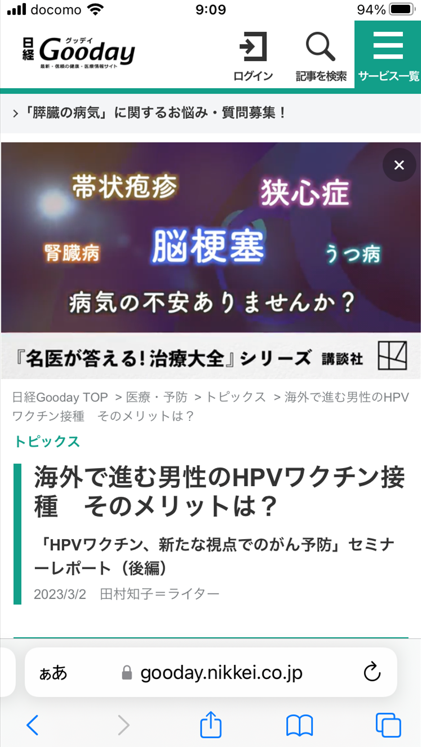 docomo 9:09 94%
日経 Gooday グッデイ
最新・信頼の健康・医療情報サイト
ログイン 記事を検索 サービス一覧
「膵臓の病気」に関するお悩み・質問募集！
帯状疱疹 狭心症
腎臓病 脳梗塞 うつ病
病気の不安ありませんか？
『名医が答える!治療大全』シリーズ 講談社
日経Gooday TOP > 医療・予防 > トピックス > 海外で進む男性のHPV
ワクチン接種　そのメリットは？
トピックス
海外で進む男性のHPVワクチン接
種　そのメリットは？
「HPVワクチン、新たな視点でのがん予防」セミナ
ーレポート（後編）
2023/3/2　田村知子＝ライター
ぁあ gooday.nikkei.co.jp